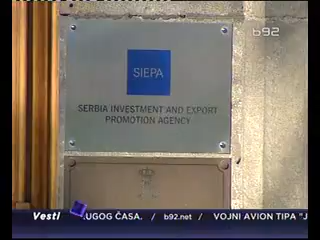 B92
SIEPA
SERBIA INVESTMENT AND EXPORT
PROMOTION AGENCY
Vesti UGOG ČASA. / b92.net / VOJNI AVION TIPA "J